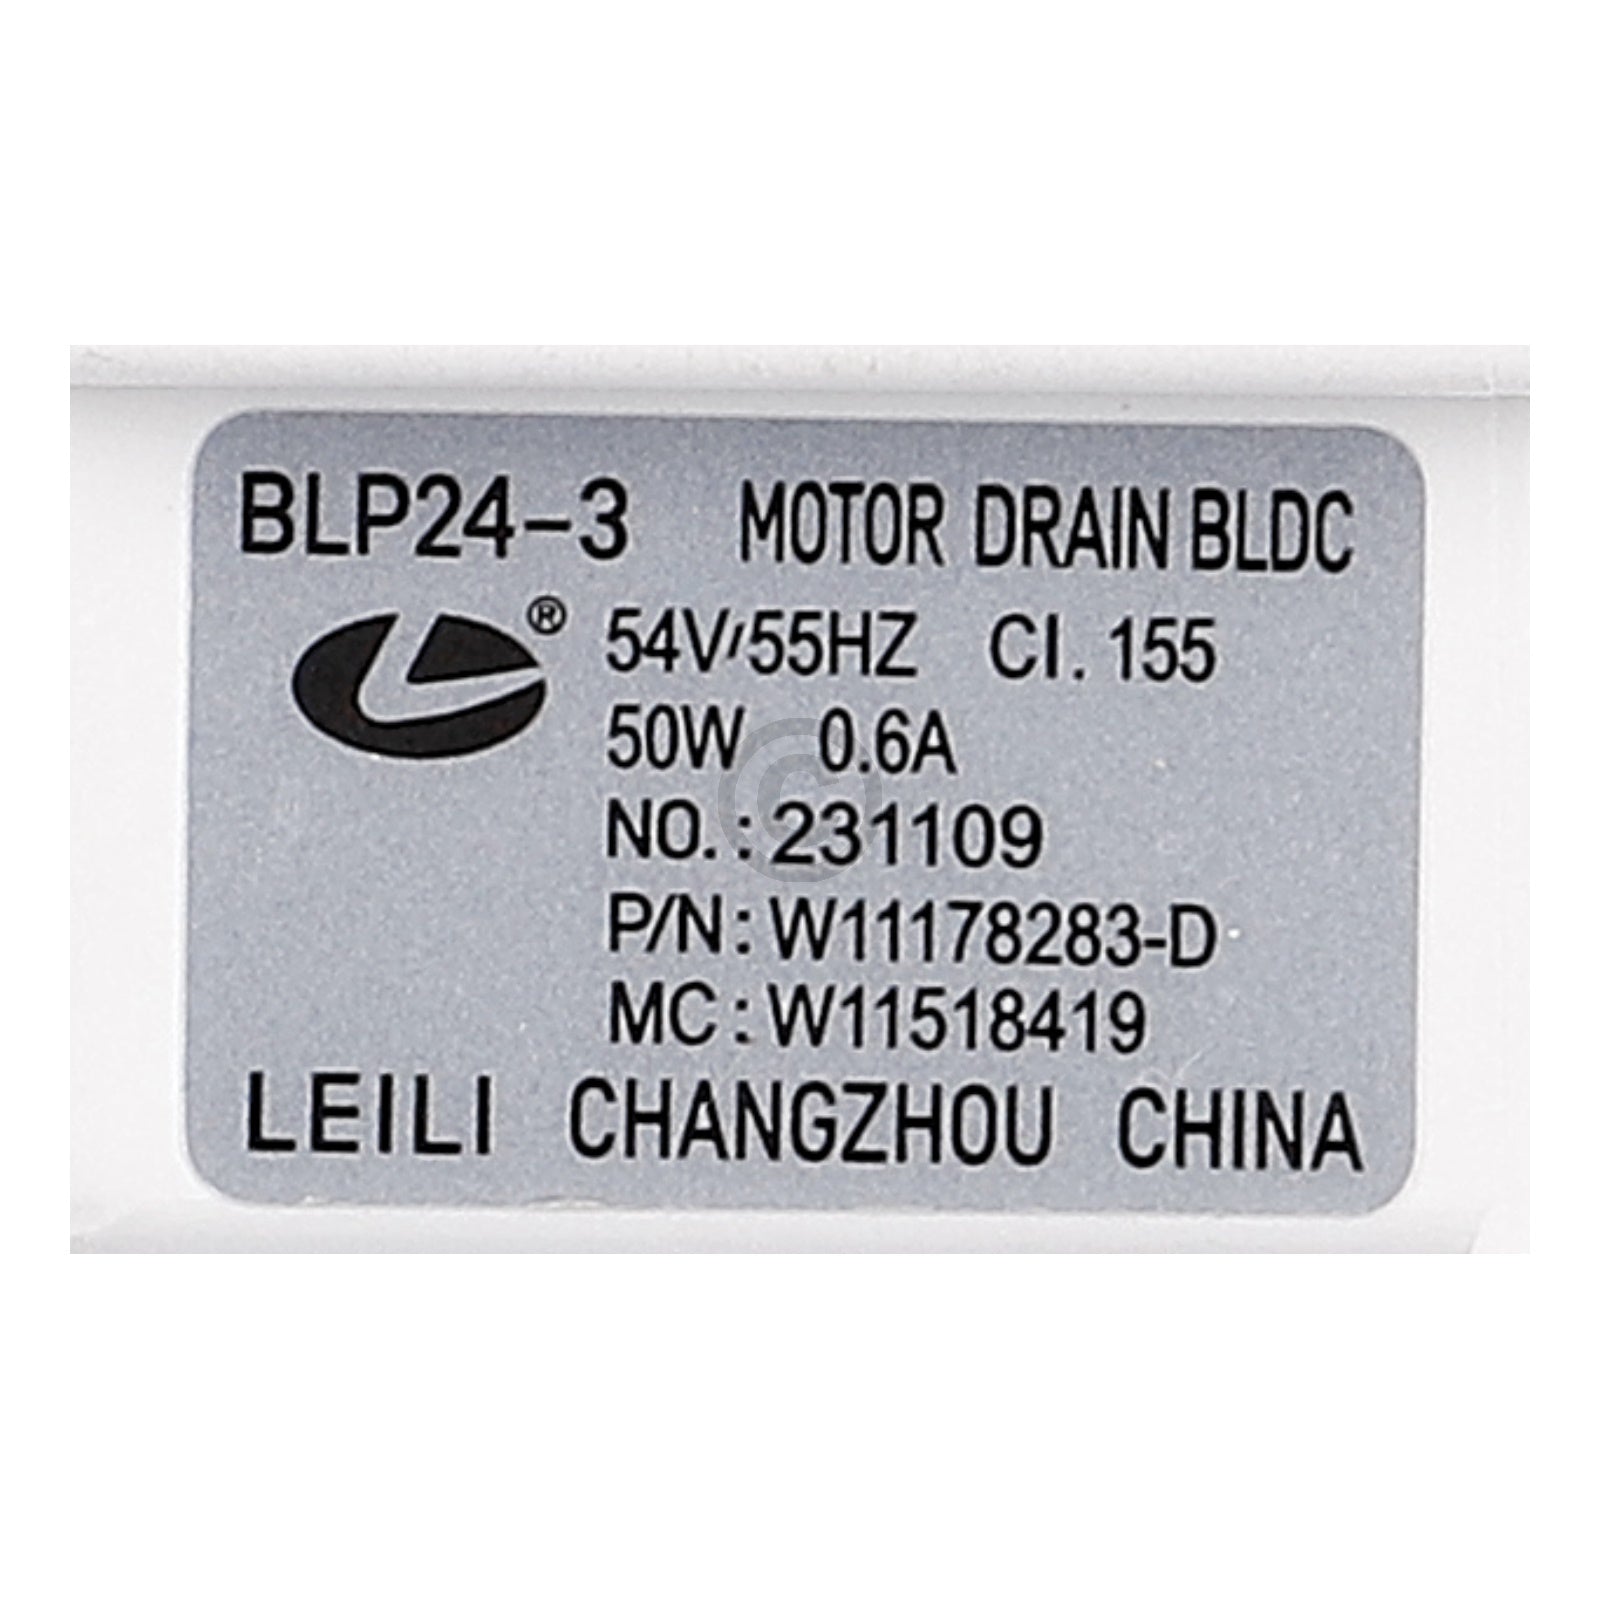 BLP24-3 MOTOR DRAIN BLDC
® 54V/55HZ CI. 155
50W 0.6A
NO.: 231109
P/N: W11178283-D
MC: W11518419
LEILI CHANGZHOU CHINA